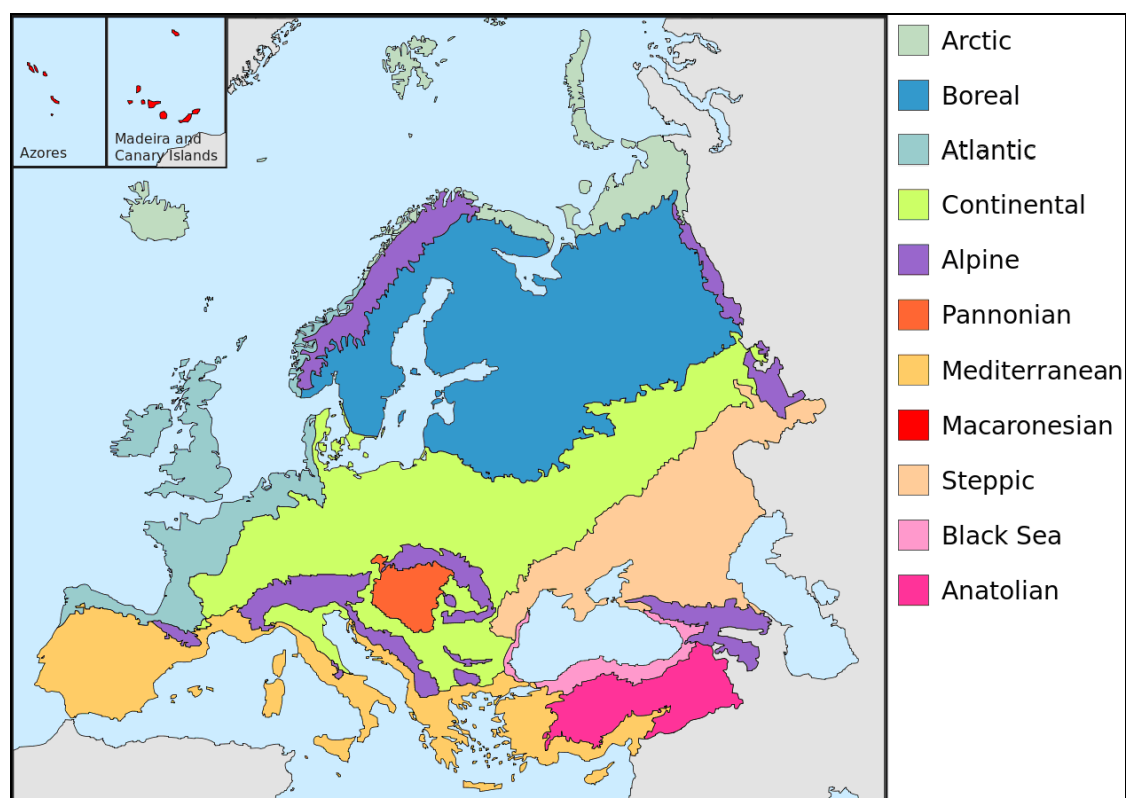 Azores
Madeira and
Canary Islands
Arctic
Boreal
Atlantic
Continental
Alpine
Pannonian
Mediterranean
Macaronesian
Steppic
Black Sea
Anatolian